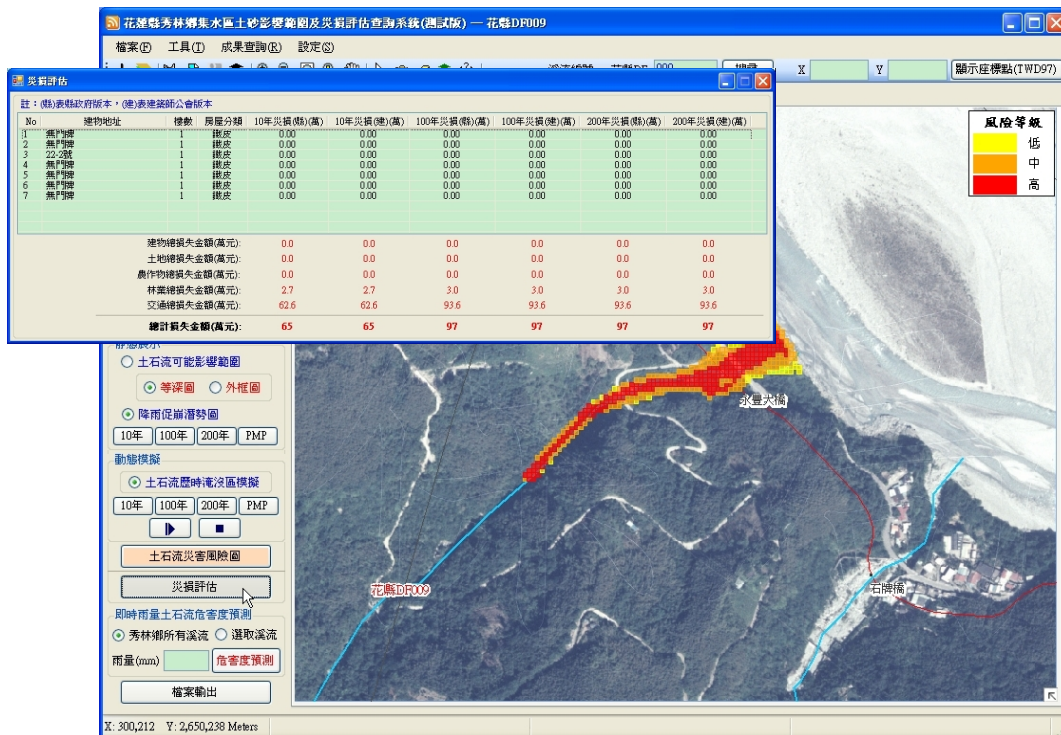 花蓮縣秀林鄉集水區土砂影響範圍及災損評估查詢系統(測試版) — 花縣DF009
檔案(F) 工具(T) 成果查詢(R) 設定(S)
X Y 顯示座標點(TWD97)
災損評估
註：(縣)表縣政府版本，(建)表建築師公會版本
No 建物地址 樓數 房屋分類 10年災損(縣)(萬) 10年災損(建)(萬) 100年災損(縣)(萬) 100年災損(建)(萬) 200年災損(縣)(萬) 200年災損(建)(萬)
1 無門牌 1 鐵皮 0.00 0.00 0.00 0.00 0.00 0.00
2 無門牌 1 鐵皮 0.00 0.00 0.00 0.00 0.00 0.00
3 22-2號 1 鐵皮 0.00 0.00 0.00 0.00 0.00 0.00
4 無門牌 1 鐵皮 0.00 0.00 0.00 0.00 0.00 0.00
5 無門牌 1 鐵皮 0.00 0.00 0.00 0.00 0.00 0.00
6 無門牌 1 鐵皮 0.00 0.00 0.00 0.00 0.00 0.00
7 無門牌 1 鐵皮 0.00 0.00 0.00 0.00 0.00 0.00
建物總損失金額(萬元): 0.0 0.0 0.0 0.0 0.0 0.0
土地總損失金額(萬元): 0.0 0.0 0.0 0.0 0.0 0.0
農作物總損失金額(萬元): 0.0 0.0 0.0 0.0 0.0 0.0
林業總損失金額(萬元): 2.7 2.7 3.0 3.0 3.0 3.0
交通總損失金額(萬元): 62.6 62.6 93.6 93.6 93.6 93.6
總計損失金額(萬元): 65 65 97 97 97 97
風險等級
低
中
高
土石流可能影響範圍
等深圖 外框圖
降雨促崩潛勢圖
10年 100年 200年 PMP
動態模擬
土石流歷時淹沒區模擬
10年 100年 200年 PMP
土石流災害風險圖
災損評估
即時雨量土石流危害度預測
秀林鄉所有溪流 選取溪流
雨量(mm) 危害度預測
檔案輸出
永豐大橋
花縣DF009
石牌橋
X: 300,212 Y: 2,650,238 Meters